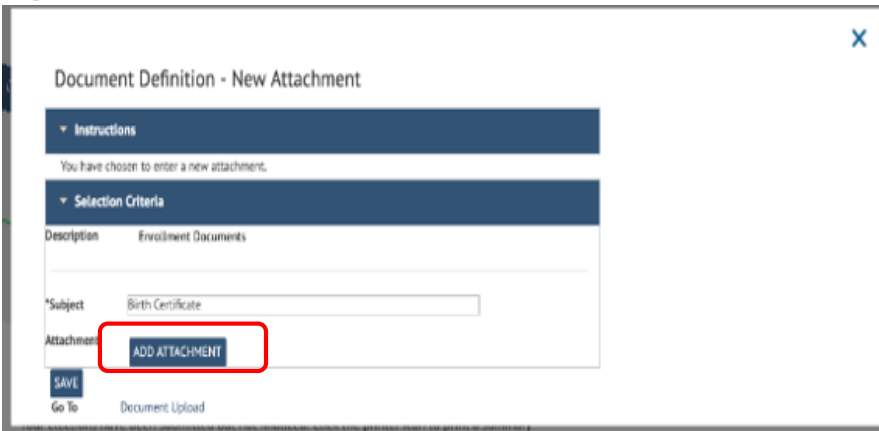 X
Document Definition - New Attachment
Instructions
You have chosen to enter a new attachment.
Selection Criteria
Description Enrollment Documents
*Subject Birth Certificate
Attachment ADD ATTACHMENT
SAVE
Go To Document Upload